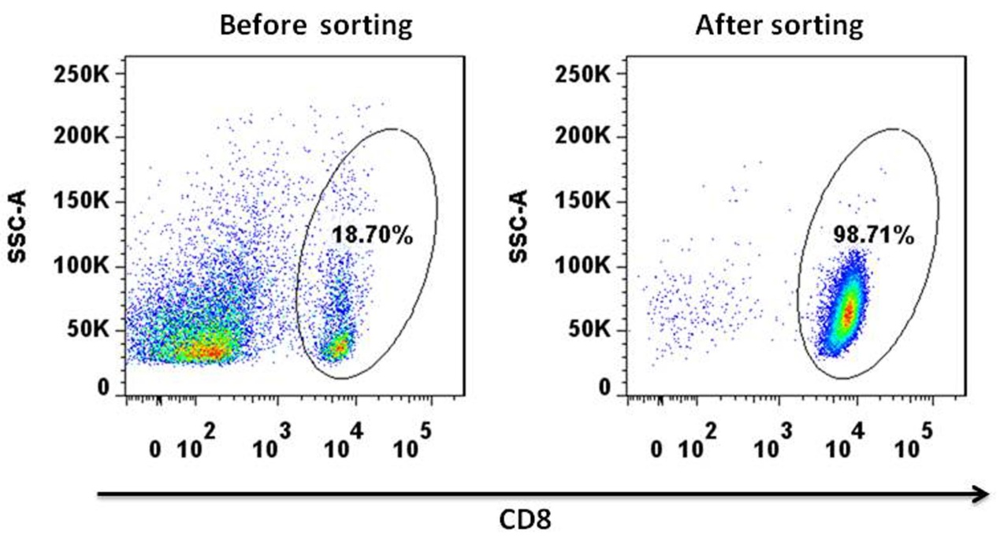 Before sorting
After sorting
250K
200K
150K
100K
50K
0
SSC-A
18.70%
0 10^2 10^3 10^4 10^5
250K
200K
150K
100K
50K
0
SSC-A
98.71%
0 10^2 10^3 10^4 10^5
CD8